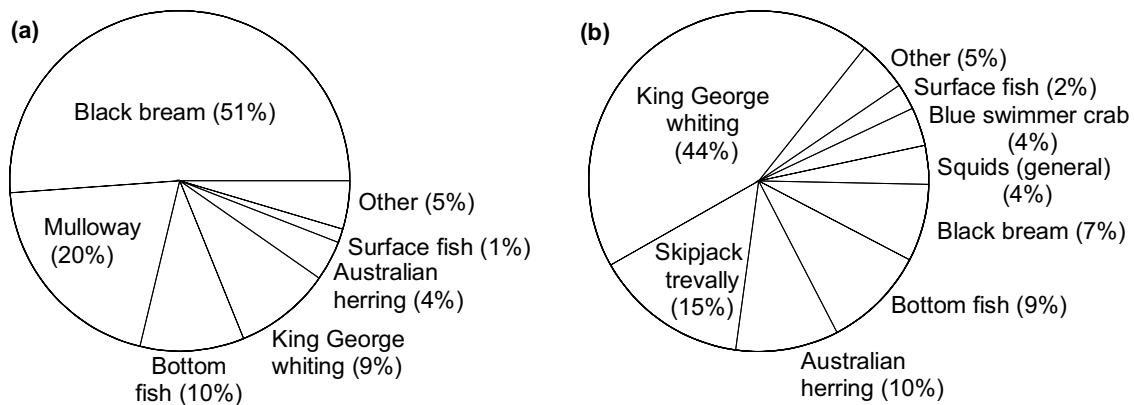 (a)
Black bream (51%)
Mulloway
(20%)
Bottom
fish (10%)
King George
whiting (9%)
Australian
herring (4%)
Surface fish (1%)
Other (5%)
(b)
King George
whiting
(44%)
Other (5%)
Surface fish (2%)
Blue swimmer crab
(4%)
Squids (general)
(4%)
Black bream (7%)
Bottom fish (9%)
Australian
herring (10%)
Skipjack
trevally
(15%)